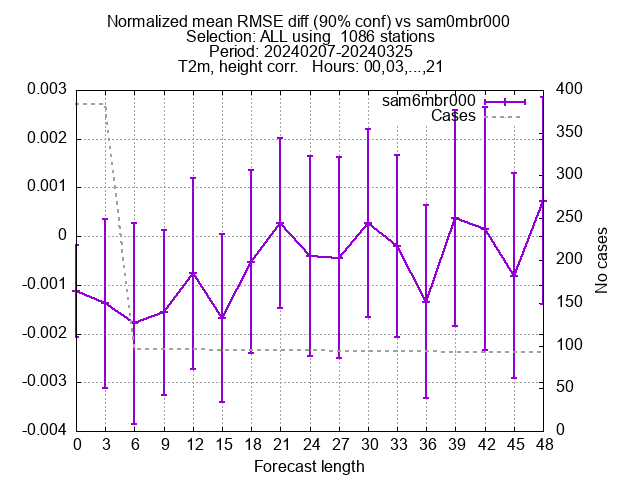 Normalized mean RMSE diff (90% conf) vs sam0mbr000
Selection: ALL using  1086 stations
Period: 20240207-20240325
T2m, height corr.   Hours: 00,03,...,21
sam6mbr000
Cases
0.003
0.002
0.001
0
-0.001
-0.002
-0.003
-0.004
400
350
300
250
200
150
100
50
0
No cases
0 3 6 9 12 15 18 21 24 27 30 33 36 39 42 45 48
Forecast length